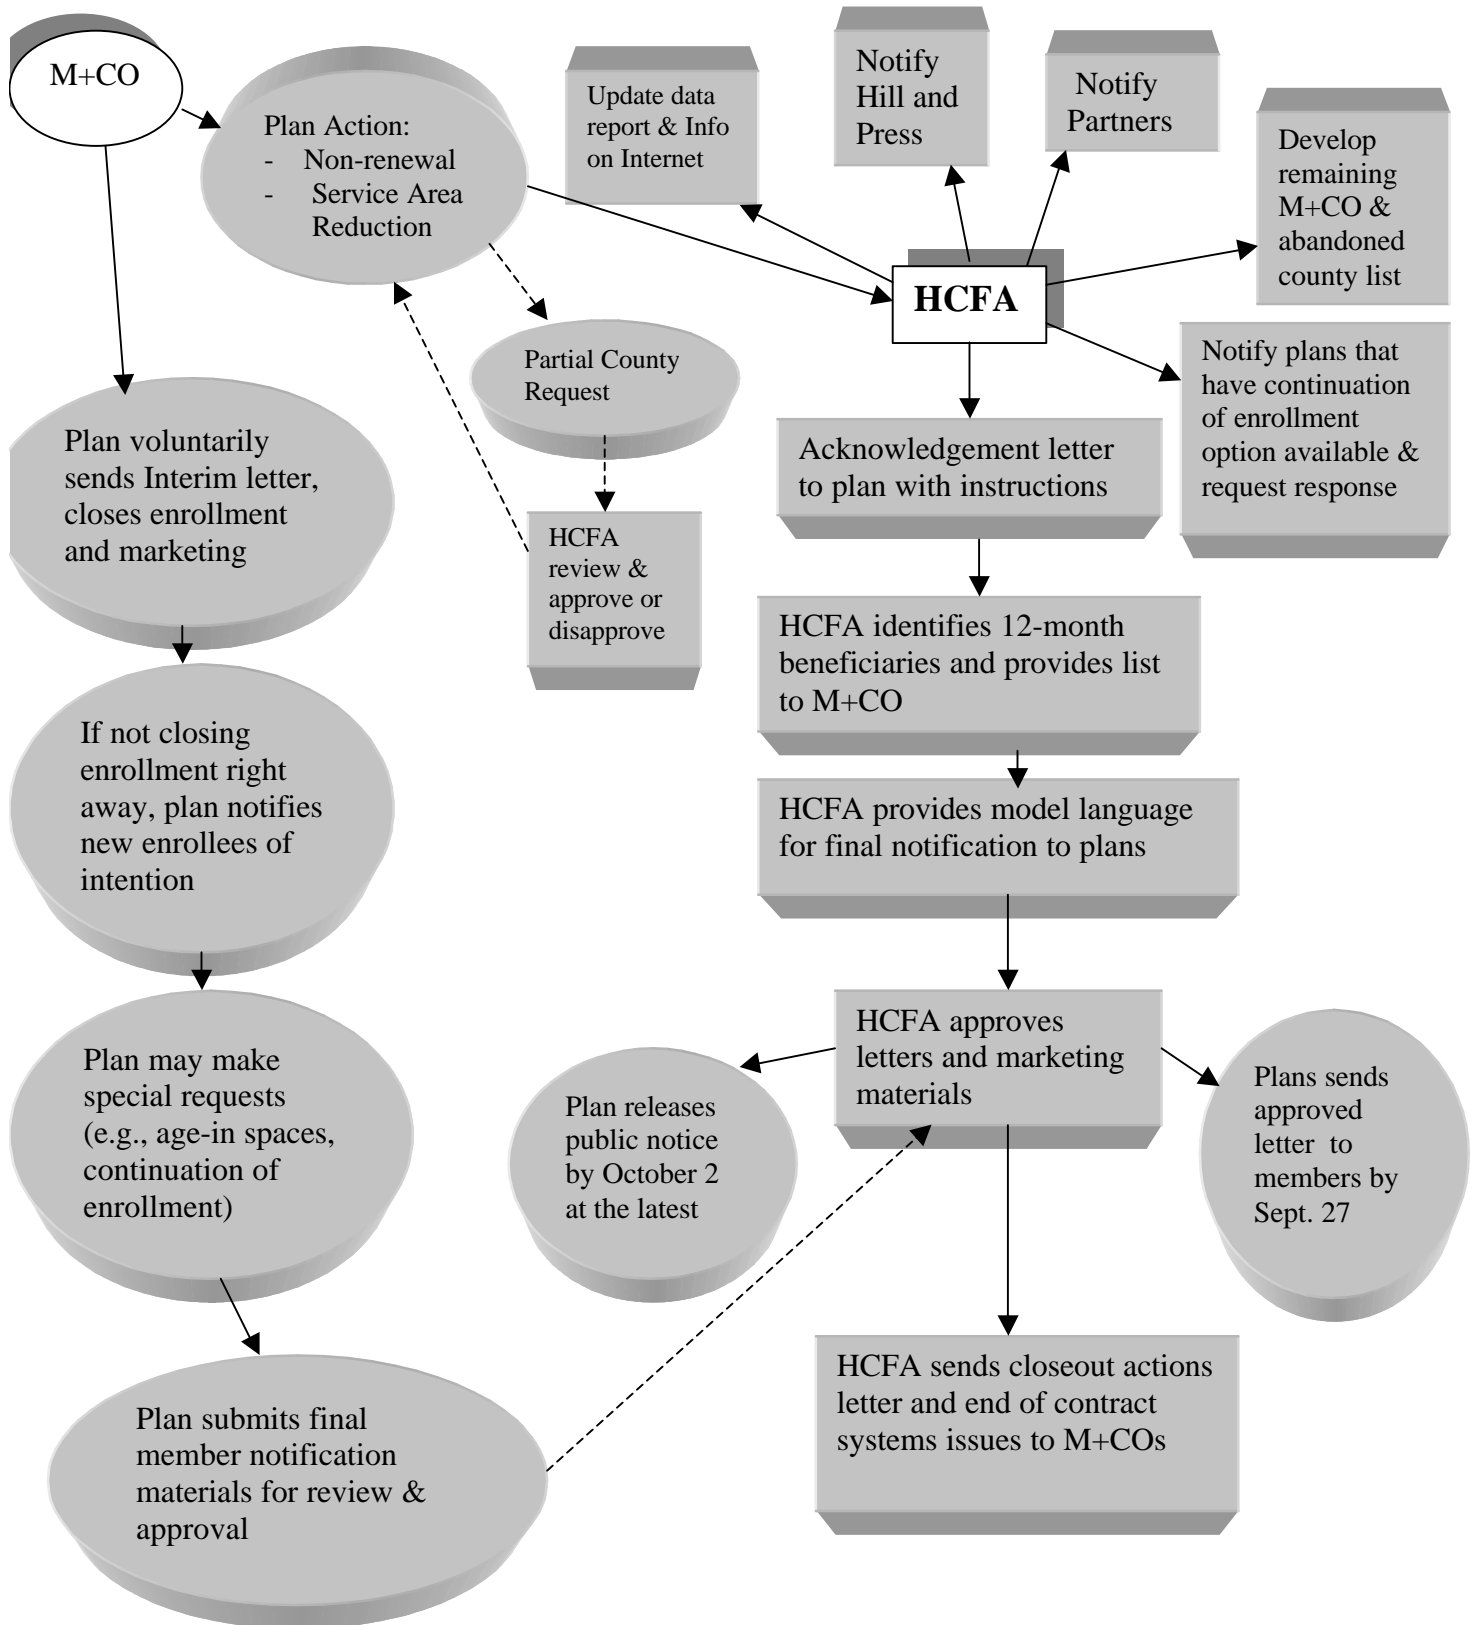 M+CO
Plan Action:
- Non-renewal
- Service Area
Reduction
Update data
report & Info
on Internet
Notify
Hill and
Press
Notify
Partners
Develop
remaining
M+CO &
abandoned
county list
HCFA
Partial County
Request
Notify plans that
have continuation
of enrollment
option available &
request response
Plan voluntarily
sends Interim letter,
closes enrollment
and marketing
Acknowledgement letter
to plan with instructions
HCFA
review &
approve or
disapprove
HCFA identifies 12-month
beneficiaries and provides list
to M+CO
If not closing
enrollment right
away, plan notifies
new enrollees of
intention
HCFA provides model language
for final notification to plans
Plan may make
special requests
(e.g., age-in spaces,
continuation of
enrollment)
HCFA approves
letters and marketing
materials
Plan releases
public notice
by October 2
at the latest
Plans sends
approved
letter to
members by
Sept. 27
Plan submits final
member notification
materials for review &
approval
HCFA sends closeout actions
letter and end of contract
systems issues to M+COs